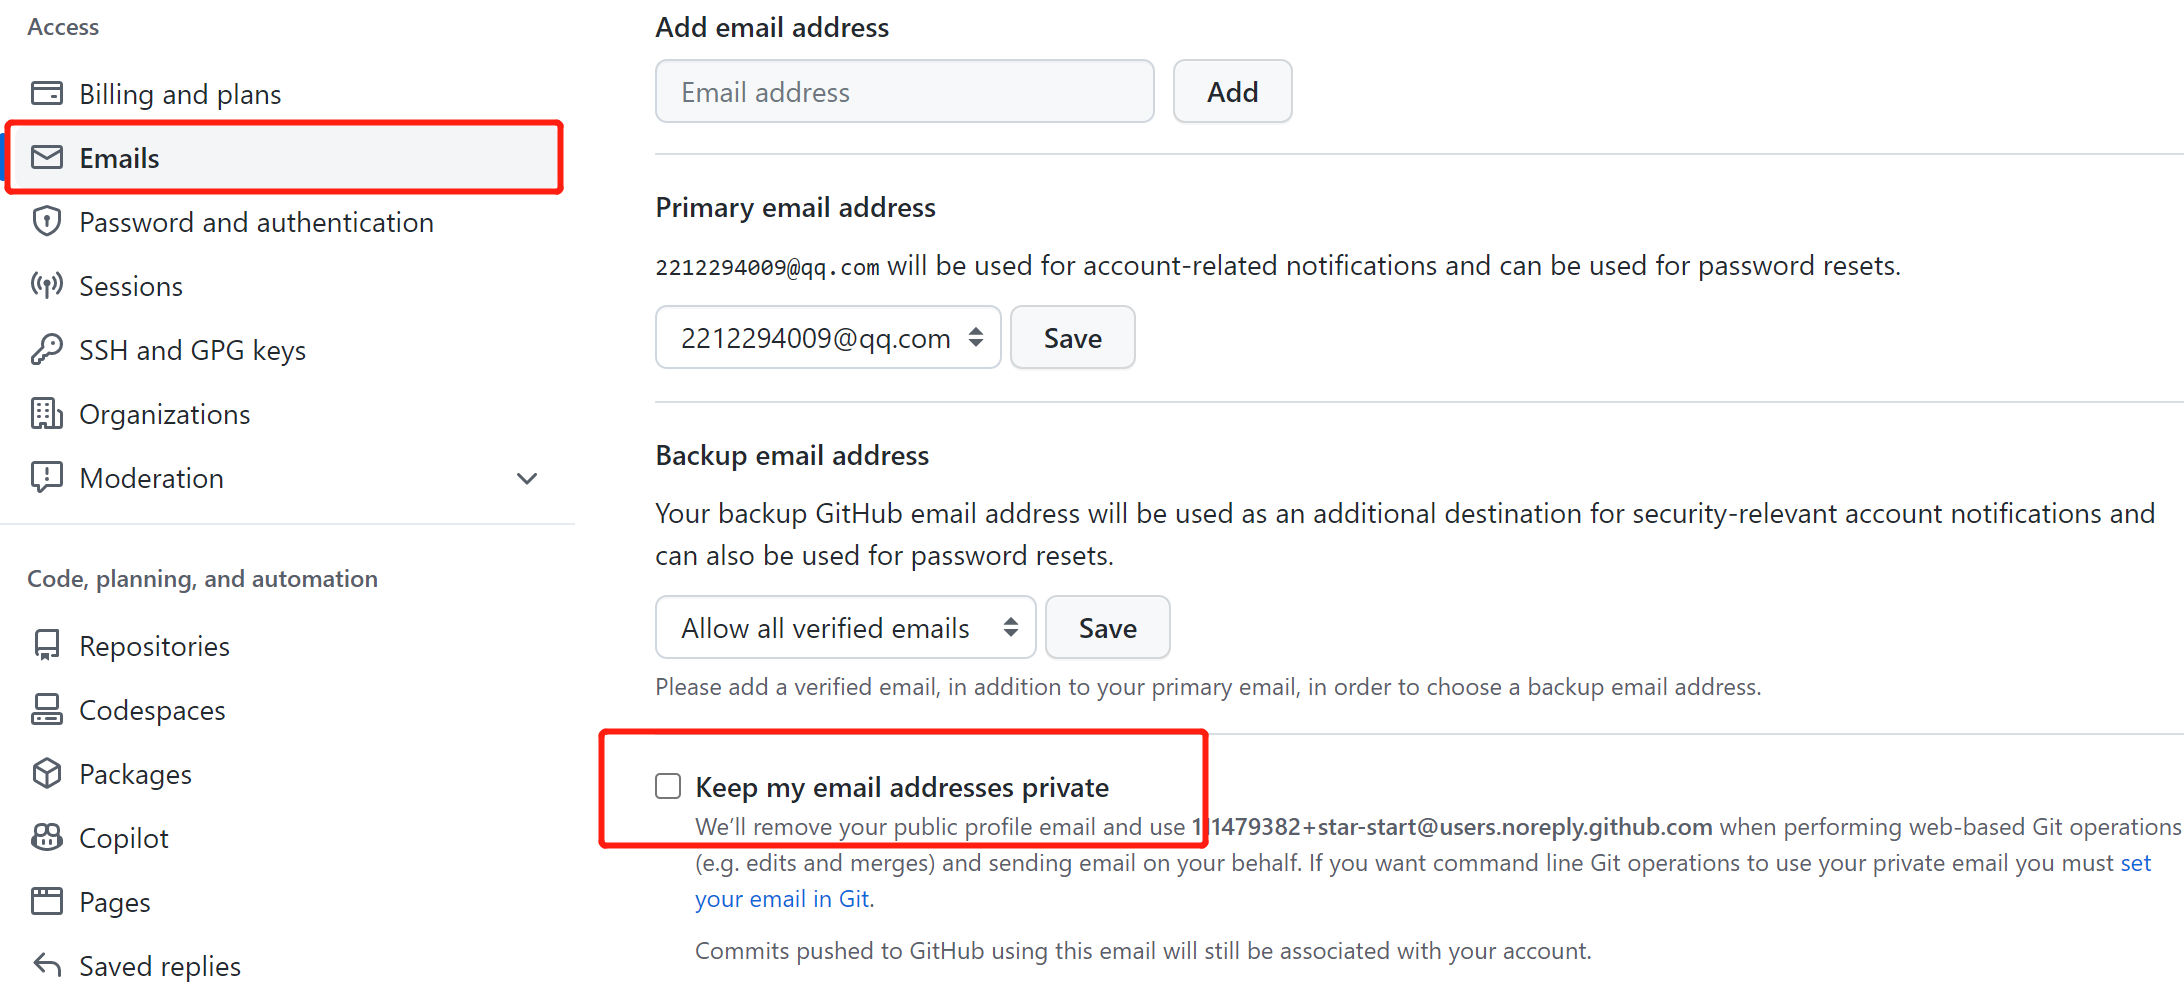 Access
Billing and plans
Emails
Password and authentication
Sessions
SSH and GPG keys
Organizations
Moderation
Code, planning, and automation
Repositories
Codespaces
Packages
Copilot
Pages
Saved replies
Add email address
Email address
Add
Primary email address
2212294009@qq.com will be used for account-related notifications and can be used for password resets.
2212294009@qq.com
Save
Backup email address
Your backup GitHub email address will be used as an additional destination for security-relevant account notifications and
can also be used for password resets.
Allow all verified emails
Save
Please add a verified email, in addition to your primary email, in order to choose a backup email address.
Keep my email addresses private
We'll remove your public profile email and use 111479382+star-start@users.noreply.github.com when performing web-based Git operations
(e.g. edits and merges) and sending email on your behalf. If you want command line Git operations to use your private email you must set
your email in Git.
Commits pushed to GitHub using this email will still be associated with your account.